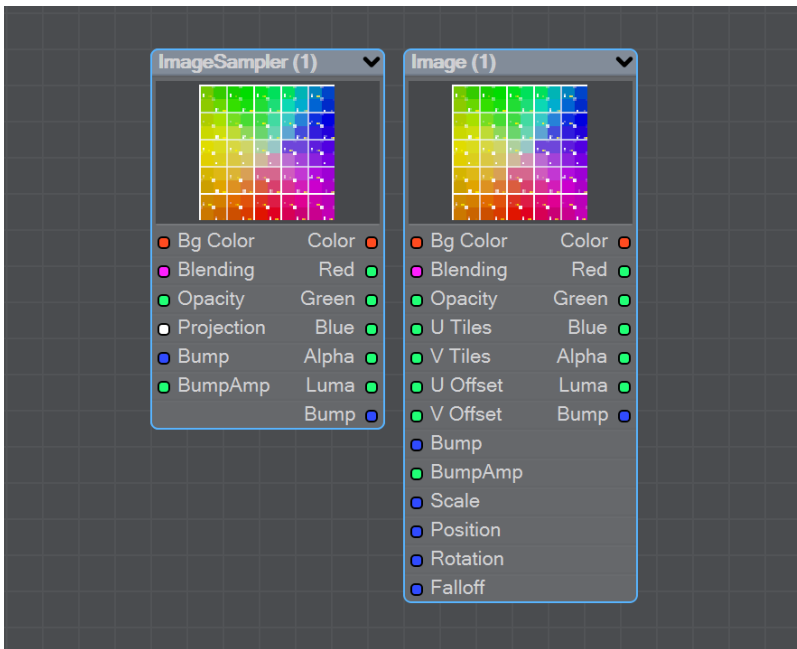 ImageSampler (1)
Bg Color Color
Blending Red
Opacity Green
Projection Blue
Bump Alpha
BumpAmp Luma
Bump
Image (1)
Bg Color Color
Blending Red
Opacity Green
U Tiles Blue
V Tiles Alpha
U Offset Luma
V Offset Bump
Bump
BumpAmp
Scale
Position
Rotation
Falloff